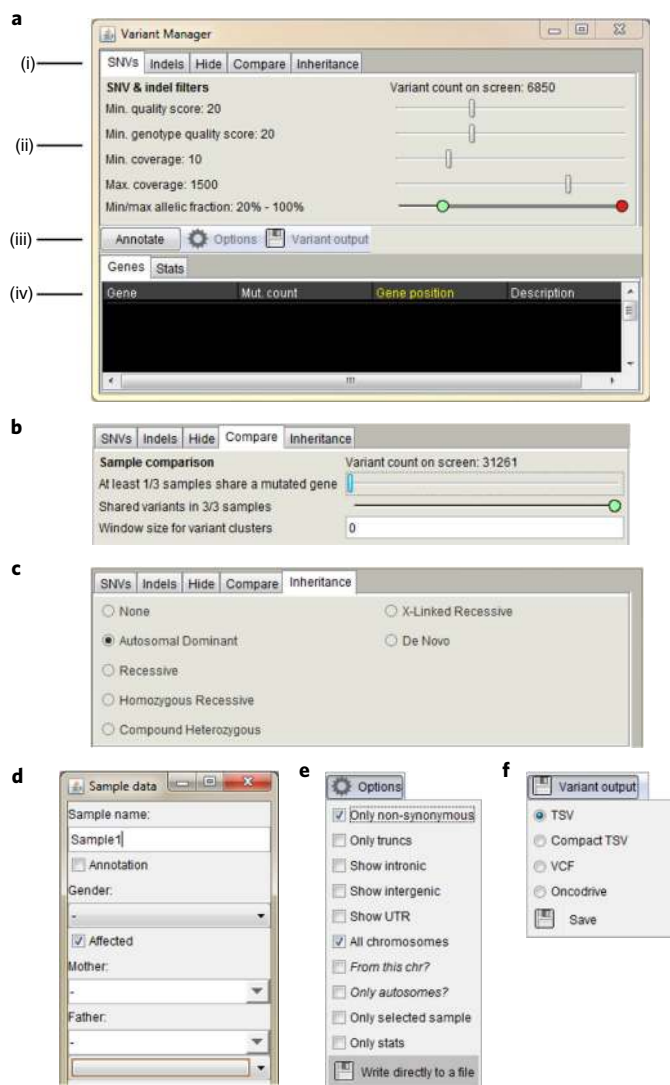 a
Variant Manager
(i)
SNVs Indels Hide Compare Inheritance
SNV & indel filters Variant count on screen: 6850
Min. quality score: 20
(ii)
Min. genotype quality score: 20
Min. coverage: 10
Max. coverage: 1500
Min/max allelic fraction: 20% - 100%
(iii)
Annotate Options Variant output
Genes Stats
(iv)
Gene Mut. count Gene position Description
b
SNVs Indels Hide Compare Inheritance
Sample comparison Variant count on screen: 31261
At least 1/3 samples share a mutated gene
Shared variants in 3/3 samples
Window size for variant clusters 0
c
SNVs Indels Hide Compare Inheritance
None X-Linked Recessive
Autosomal Dominant De Novo
Recessive
Homozygous Recessive
Compound Heterozygous
d
Sample data
Sample name:
Sample1
Annotation
Gender:
-
Affected
Mother:
-
Father:
-
e
Options
Only non-synonymous
Only truncs
Show intronic
Show intergenic
Show UTR
All chromosomes
From this chr?
Only autosomes?
Only selected sample
Only stats
Write directly to a file
f
Variant output
TSV
Compact TSV
VCF
Oncodrive
Save